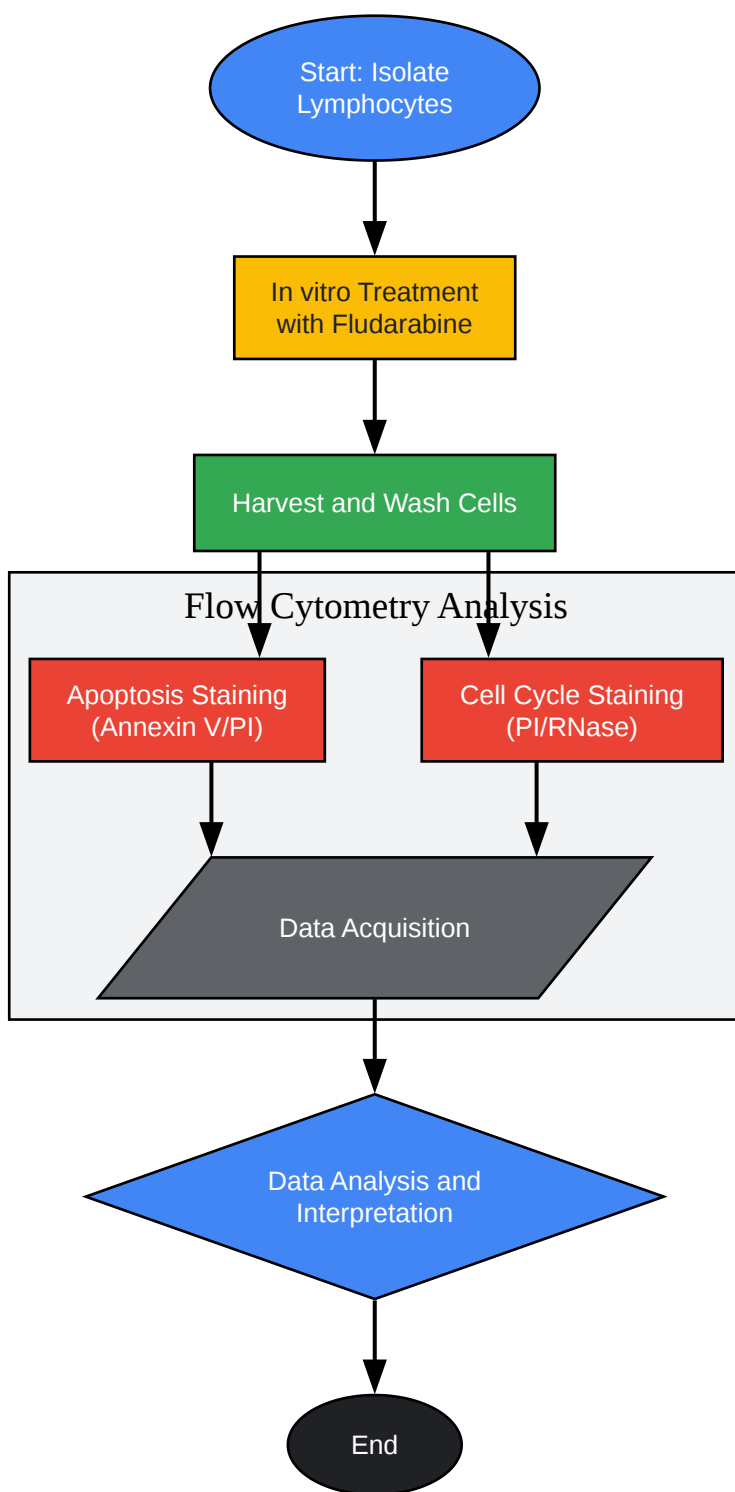 Start: Isolate
Lymphocytes
In vitro Treatment
with Fludarabine
Harvest and Wash Cells
Flow Cytometry Analysis
Apoptosis Staining
(Annexin V/PI)
Cell Cycle Staining
(PI/RNase)
Data Acquisition
Data Analysis and
Interpretation
End